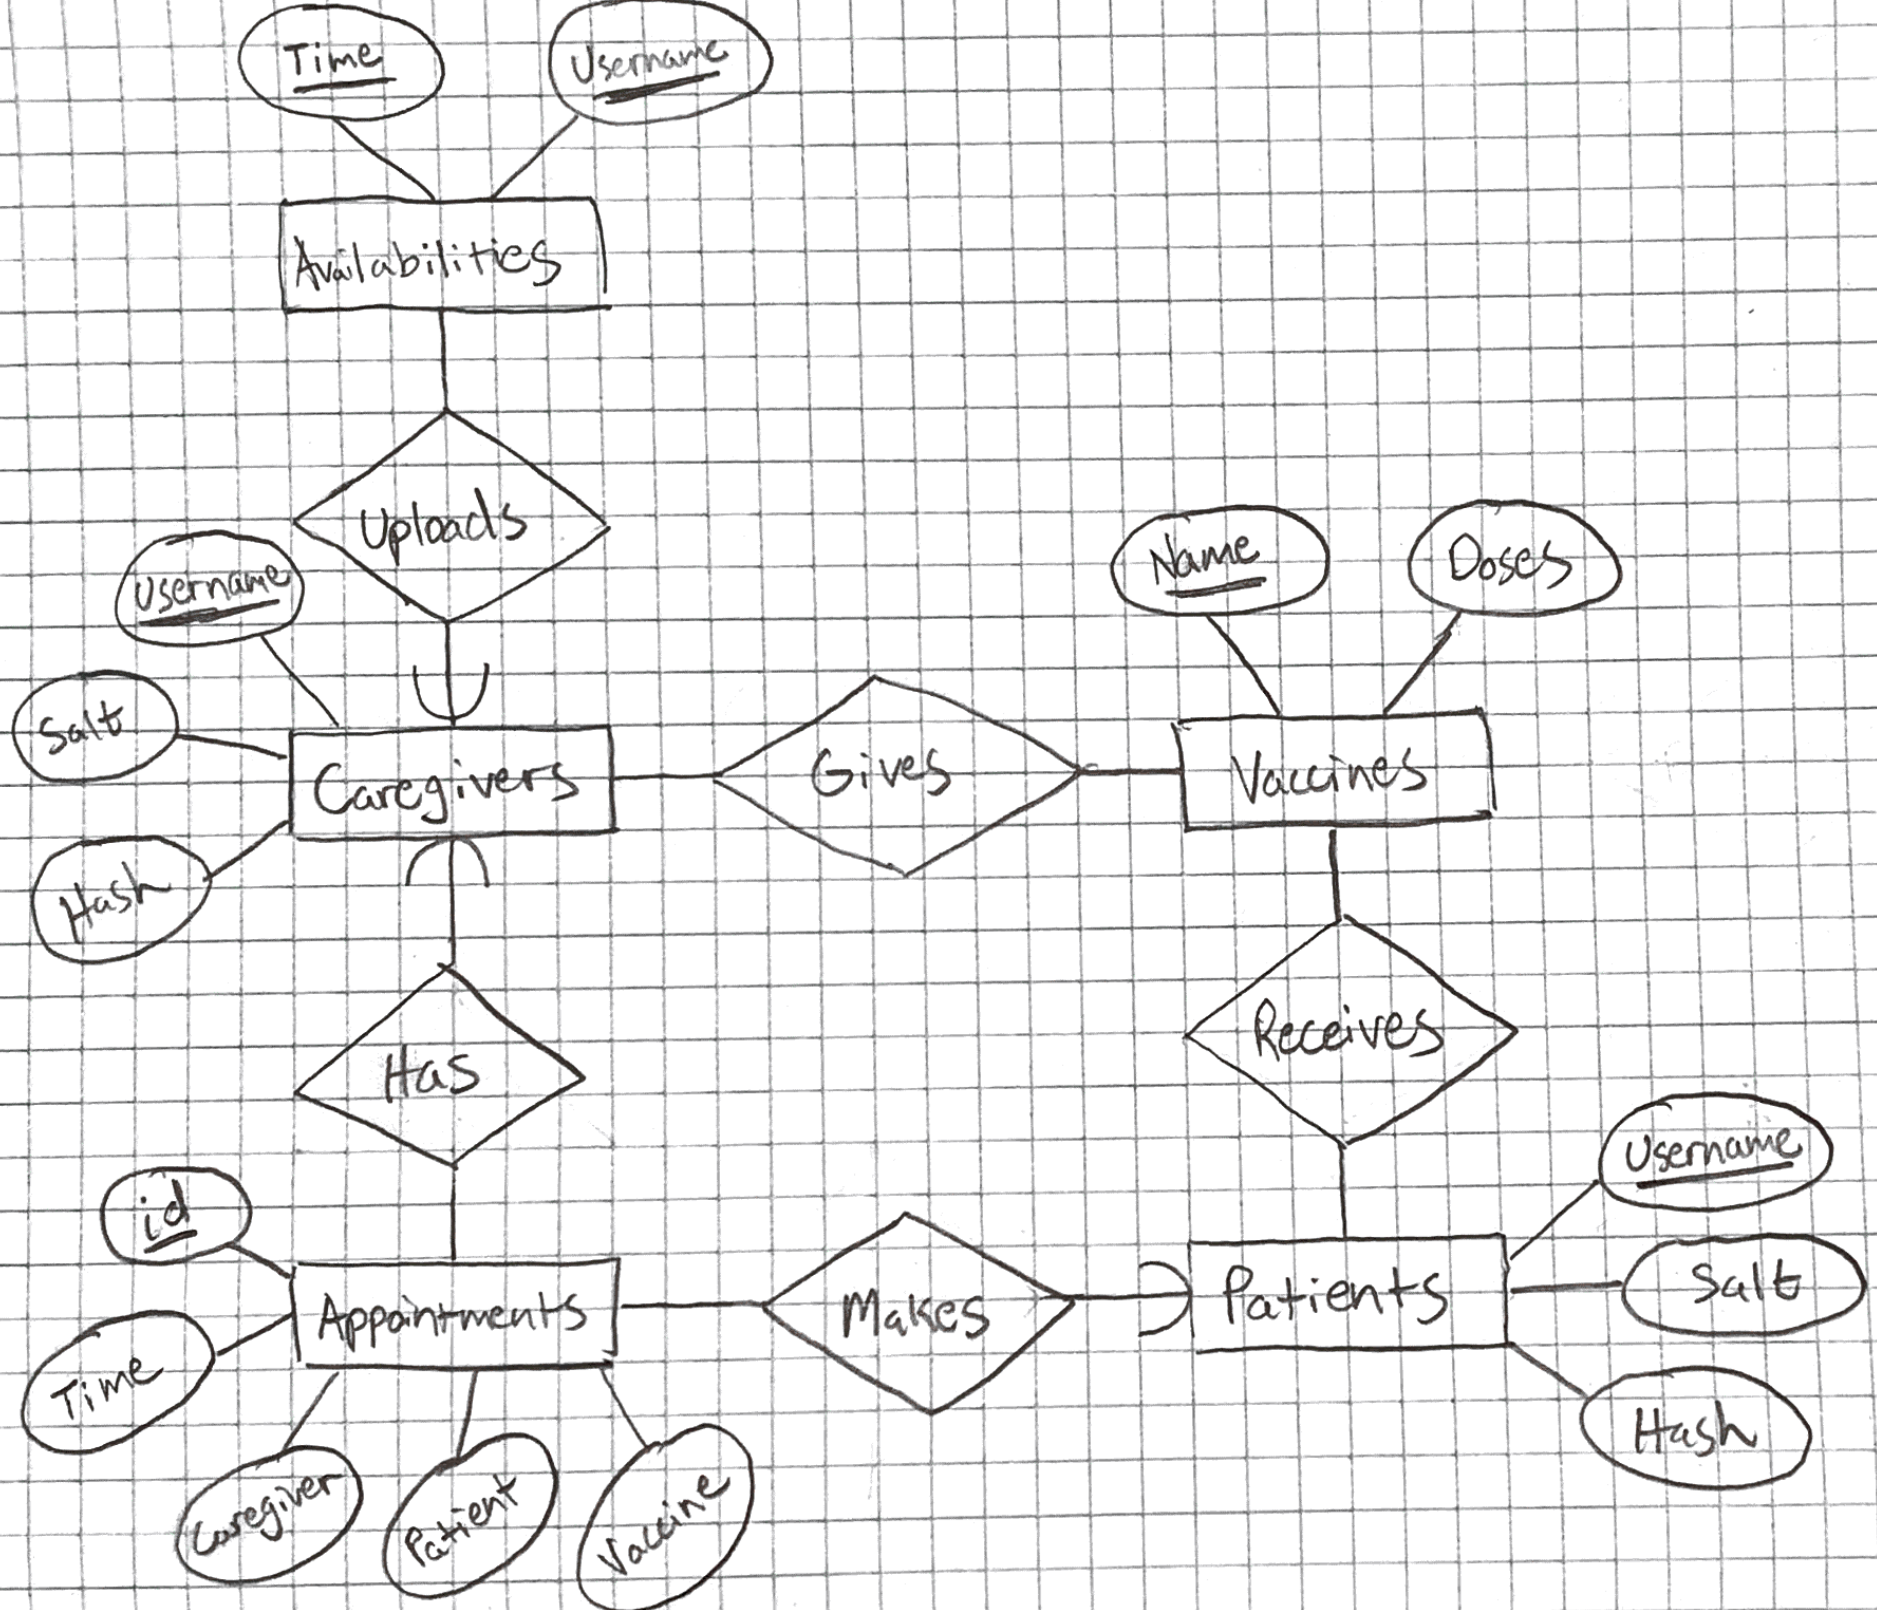 Time
Username
Availabilities
Uploads
Username
Name
Doses
Salt
Caregivers
Gives
Vaccines
Hash
Has
Receives
Username
id
Appointments
Makes
Patients
Salt
Time
Hash
Caregiver
Patient
Vaccine